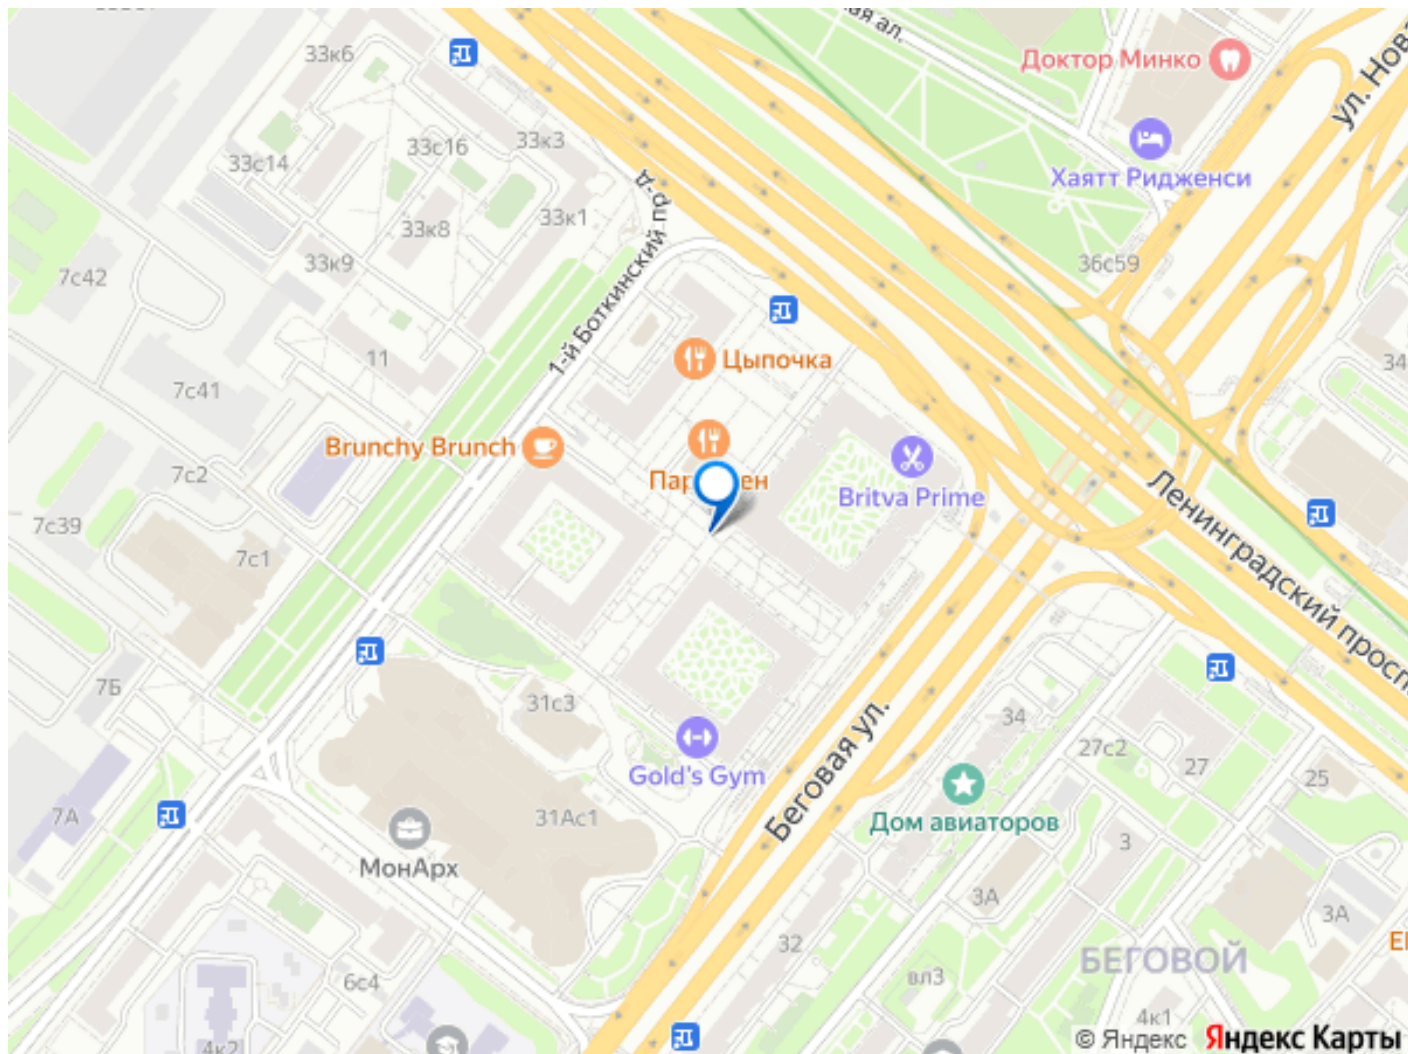 33к6
ая ал.
Доктор Минко
ул. Нова
33с14
33с16
33к3
Хаятт Ридженси
1-й Боткинский пр-д
33к8
33к1
33к9
7с42
36с59
11
Цыпочка
34
7с41
Brunchy Brunch
7с2
Britva Prime
7с39
7с1
Ленинградский просп
7Б
31с3
34
27с2
27
25
Gold's Gym
Беговая ул.
Дом авиаторов
7А
31Ас1
МонАрх
3
3А
3А
32
БЕГОВОЙ
6с4
вл3
4к1
4к2
© Яндекс Яндекс Карты